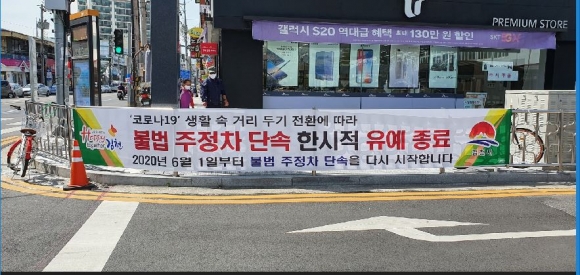 PREMIUM STORE
갤럭시 S20 역대급 혜택 최대 130만 원 할인
'코로나19' 생활 속 거리 두기 전환에 따라
불법 주정차 단속 한시적 유예 종료
2020년 6월 1일부터 불법 주정차 단속을 다시 시작합니다